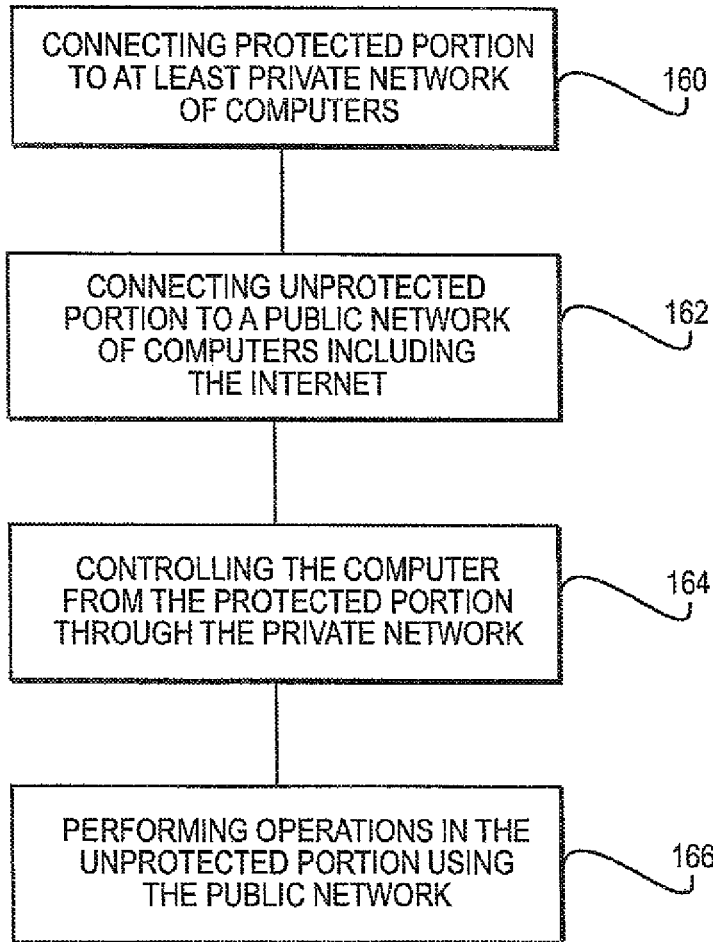 CONNECTING PROTECTED PORTION
TO AT LEAST PRIVATE NETWORK
OF COMPUTERS
160
CONNECTING UNPROTECTED
PORTION TO A PUBLIC NETWORK
OF COMPUTERS INCLUDING
THE INTERNET
162
CONTROLLING THE COMPUTER
FROM THE PROTECTED PORTION
THROUGH THE PRIVATE NETWORK
164
PERFORMING OPERATIONS IN THE
UNPROTECTED PORTION USING
THE PUBLIC NETWORK
166